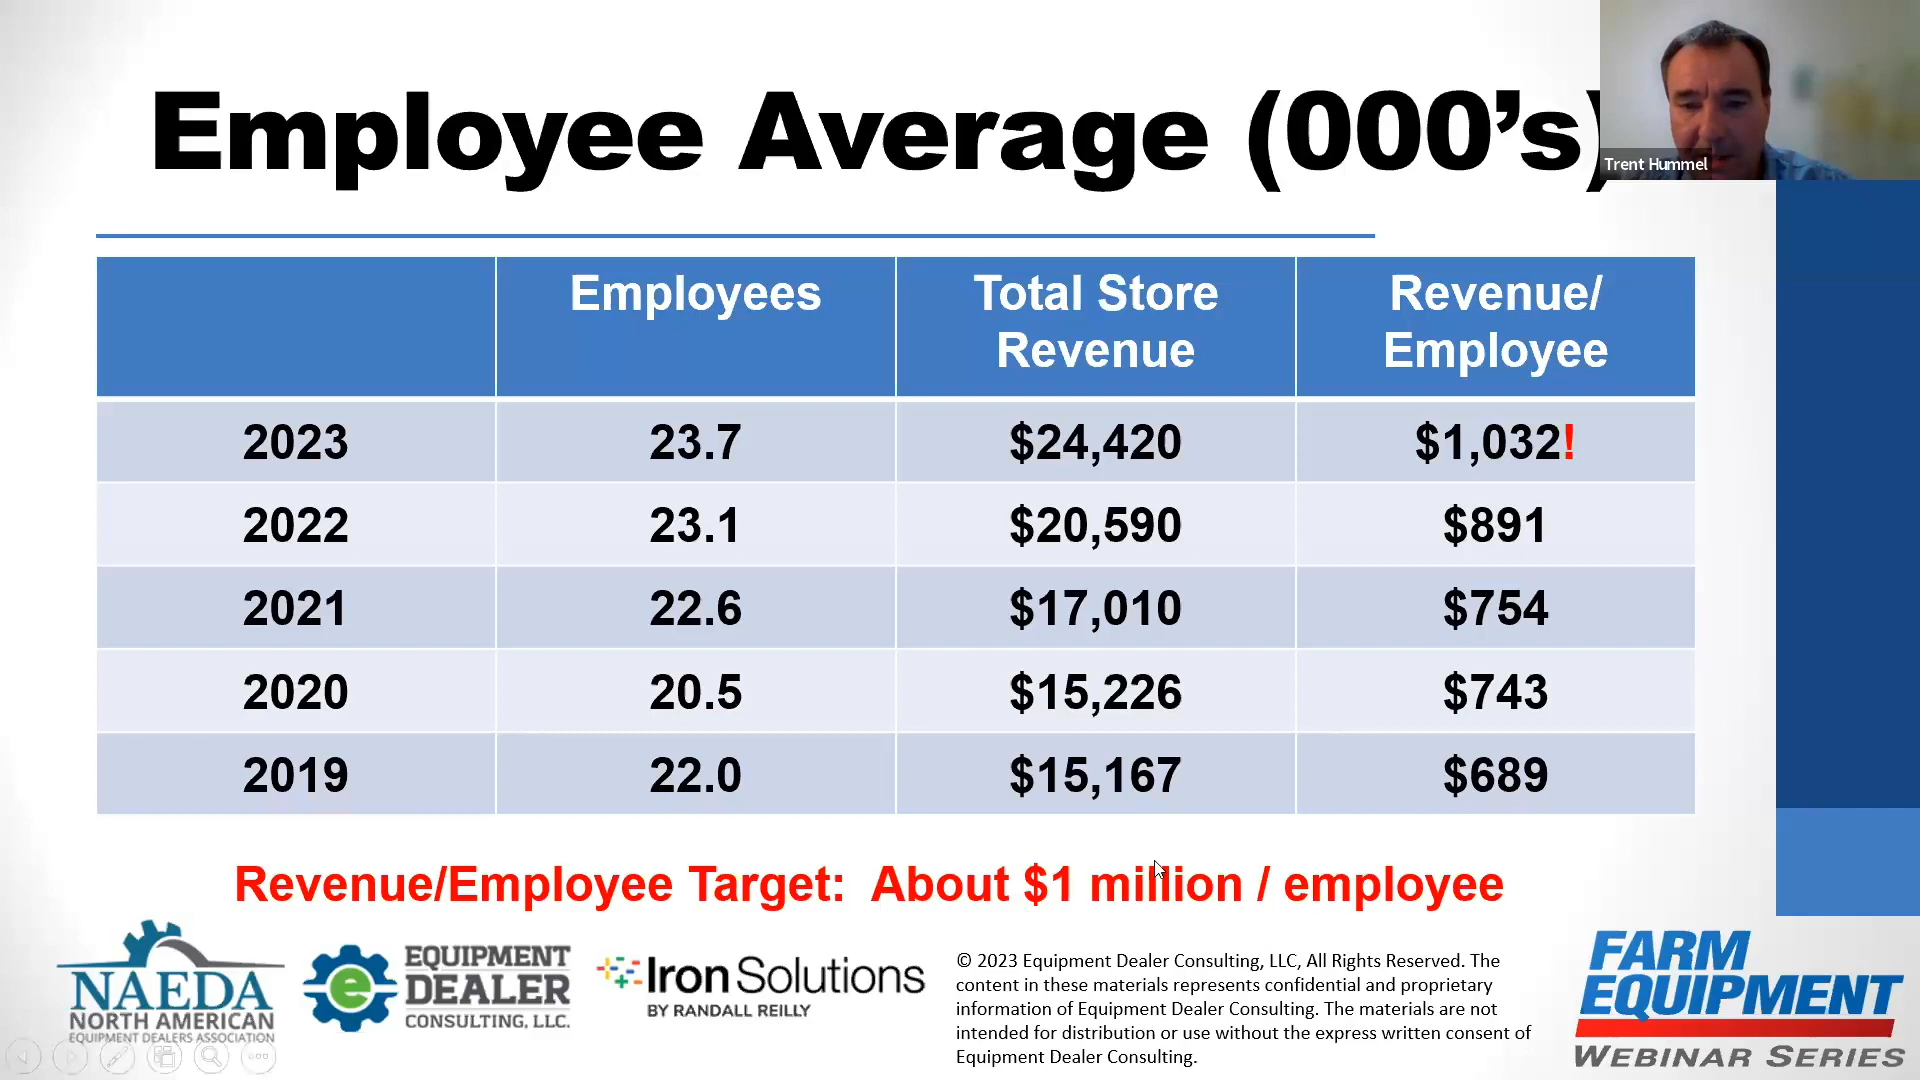 Employee Average (000's)
Trent Hummel
Employees
Total Store
Revenue
Revenue/
Employee
2023 23.7 $24,420 $1,032!
2022 23.1 $20,590 $891
2021 22.6 $17,010 $754
2020 20.5 $15,226 $743
2019 22.0 $15,167 $689
Revenue/Employee Target: About $1 million / employee
NAEDA
NORTH AMERICAN
EQUIPMENT DEALERS ASSOCIATION
e
EQUIPMENT
DEALER
CONSULTING, LLC.
IronSolutions
BY RANDALL REILLY
© 2023 Equipment Dealer Consulting, LLC, All Rights Reserved. The
content in these materials represents confidential and proprietary
information of Equipment Dealer Consulting. The materials are not
intended for distribution or use without the express written consent of
Equipment Dealer Consulting.
FARM
EQUIPMENT
WEBINAR SERIES